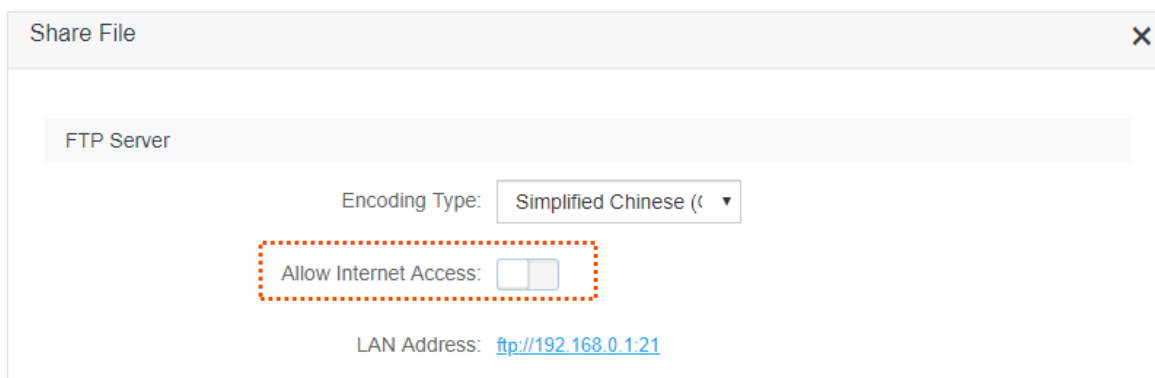 Share File
FTP Server
Encoding Type: Simplified Chinese (
Allow Internet Access:
LAN Address: ftp://192.168.0.1:21